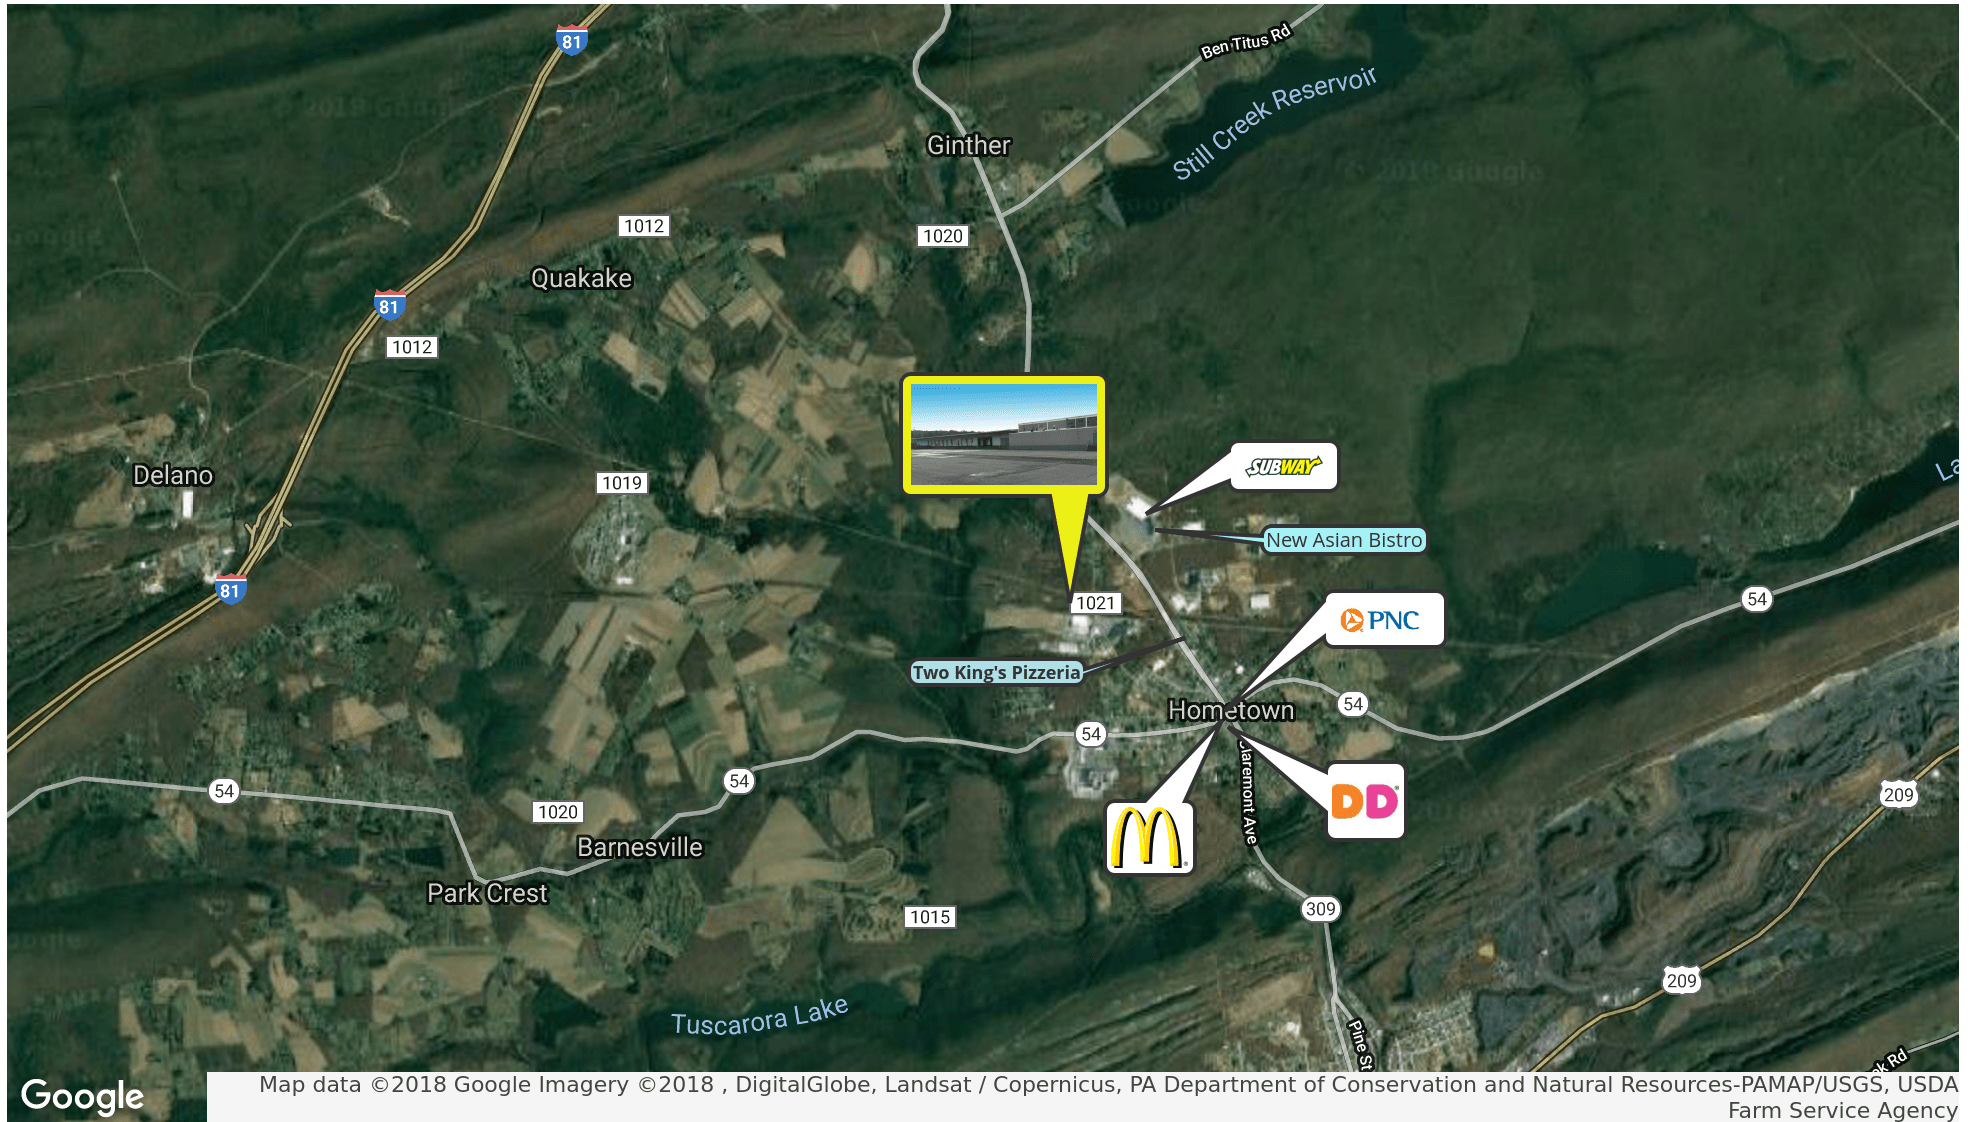 81
Ben Titus Rd
Still Creek Reservoir
Ginther
1012
1020
Quakake
81
1012
SUBWAY
Delano
1019
New Asian Bistro
81
1021
PNC
54
Two King's Pizzeria
Hometown
54
54
54
54
Claremont Ave
DD
209
1020
Barnesville
M
Park Crest
309
1015
209
Tuscarora Lake
Pine St
Google
Map data ©2018 Google Imagery ©2018 , DigitalGlobe, Landsat / Copernicus, PA Department of Conservation and Natural Resources-PAMAP/USGS, USDA
Farm Service Agency